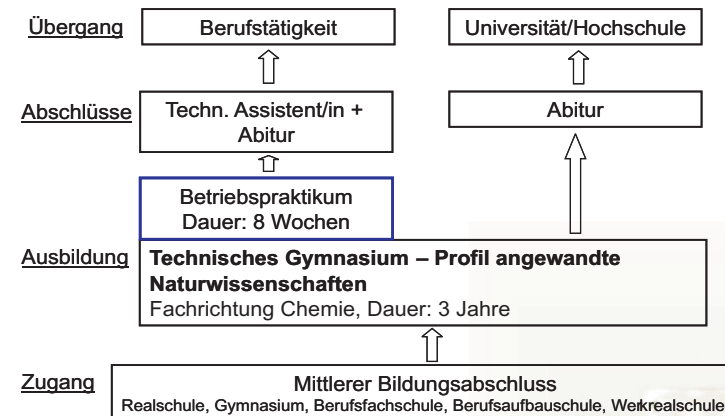 Übergang
Berufstätigkeit
Universität/Hochschule
Abschlüsse
Techn. Assistent/in +
Abitur
Abitur
Betriebspraktikum
Dauer: 8 Wochen
Ausbildung
Technisches Gymnasium – Profil angewandte
Naturwissenschaften
Fachrichtung Chemie, Dauer: 3 Jahre
Zugang
Mittlerer Bildungsabschluss
Realschule, Gymnasium, Berufsfachschule, Berufsaufbauschule, Werkrealschule